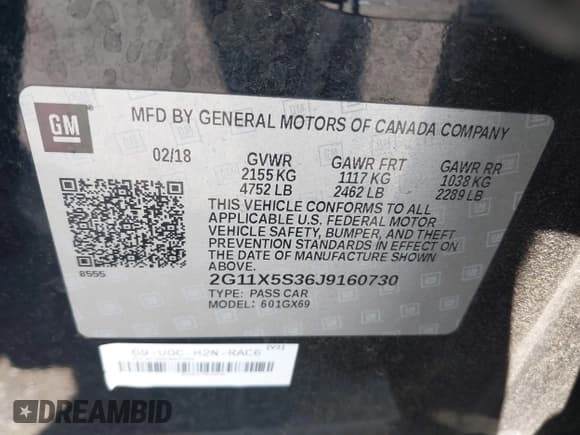 GM
MFD BY GENERAL MOTORS OF CANADA COMPANY
02/18 GVWR GAWR FRT GAWR RR
2155 KG 1117 KG 1038 KG
4752 LB 2462 LB 2289 LB
THIS VEHICLE CONFORMS TO ALL
APPLICABLE U.S. FEDERAL MOTOR
VEHICLE SAFETY, BUMPER, AND THEFT
PREVENTION STANDARDS IN EFFECT ON
THE DATE OF MANUFACTURE SHOWN
ABOVE.
8555
2G11X5S36J9160730
TYPE: PASS CAR
MODEL: 601GX69
DREAMBID